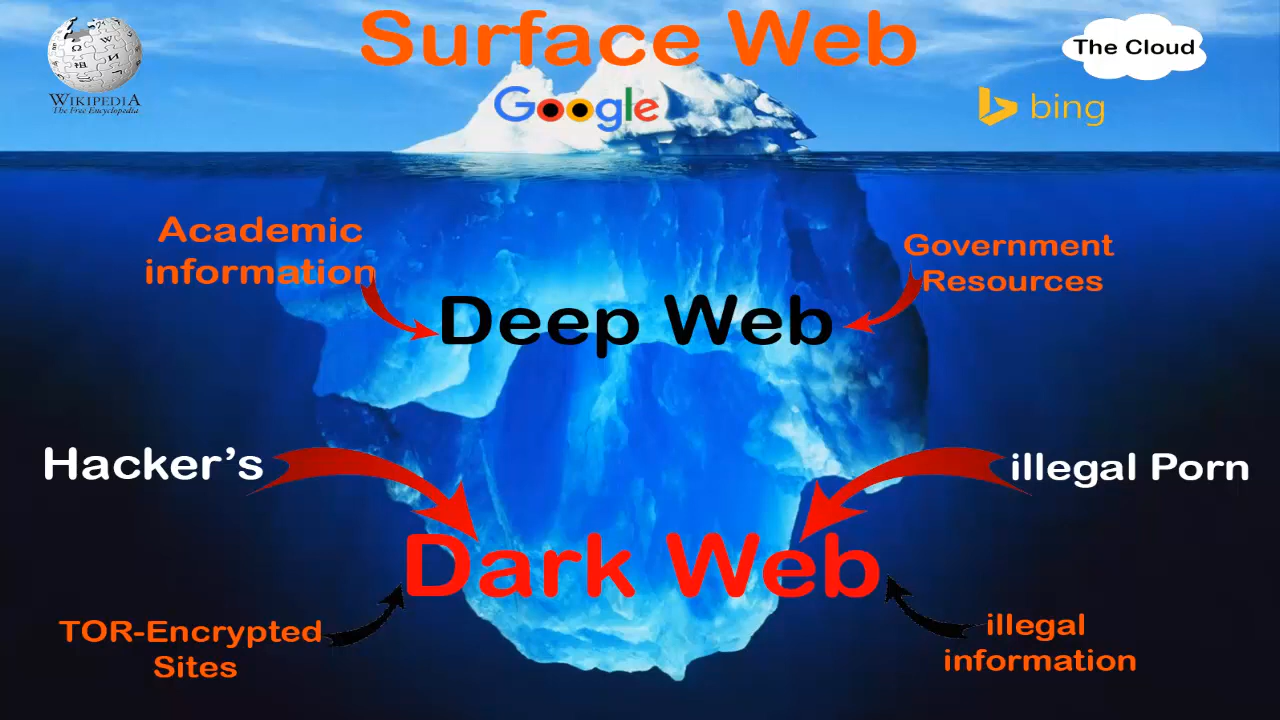 Surface Web
WIKIPEDIA
The Free Encyclopedia
Google
The Cloud
bing
Academic
information
Government
Resources
Deep Web
Hacker's
illegal Porn
Dark Web
TOR-Encrypted
Sites
illegal
information